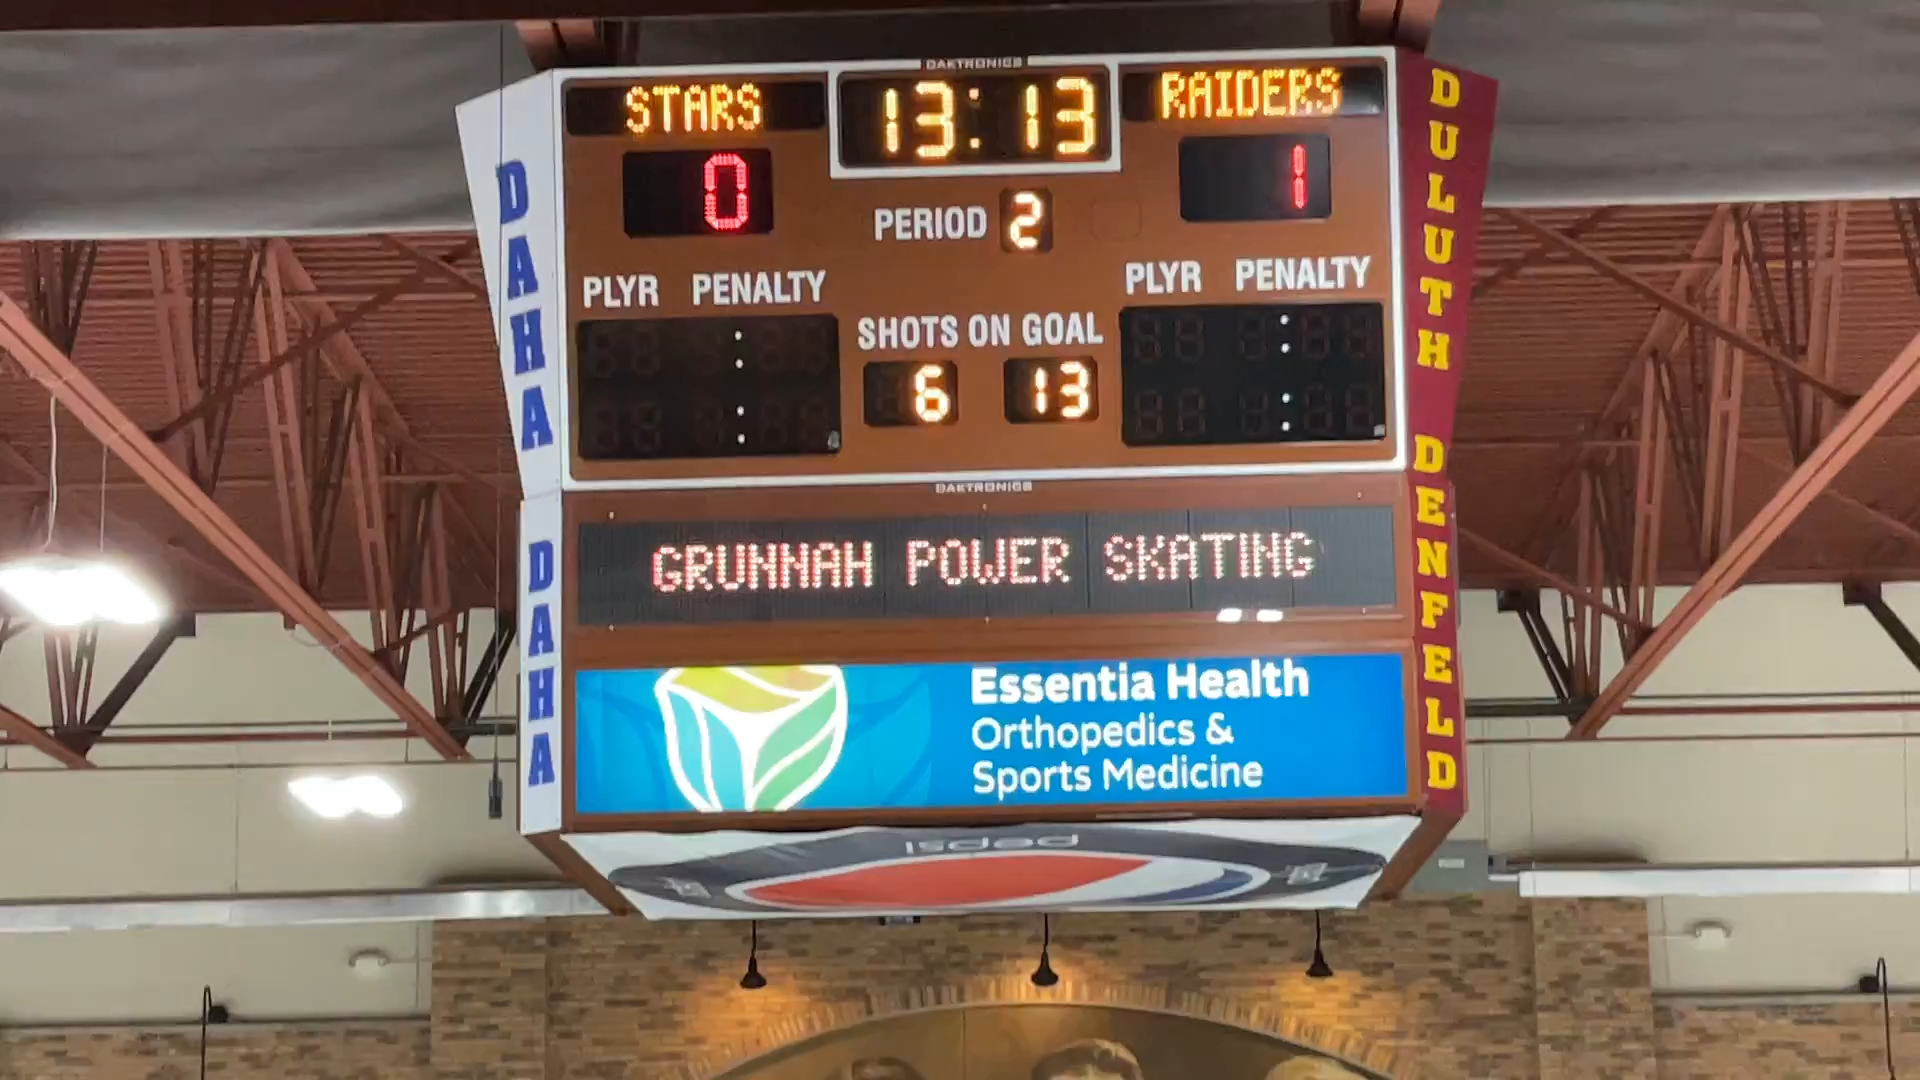 DAKTRONICS
STARS 13:13 RAIDERS
0 1
PERIOD 2
PLYR PENALTY
PLYR PENALTY
SHOTS ON GOAL
6 13
DAKTRONICS
GRUNNAH POWER SKATING
Essentia Health
Orthopedics &
Sports Medicine
pepsi
DAHA
DAHA
DULUTH DENFELD